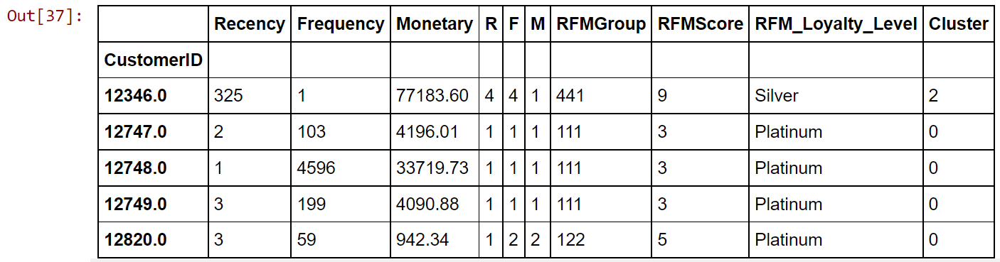 Out[37]:
Recency Frequency Monetary R F M RFMGroup RFMScore RFM_Loyalty_Level Cluster
CustomerID
12346.0 325 1 77183.60 4 4 1 441 9 Silver 2
12747.0 2 103 4196.01 1 1 1 111 3 Platinum 0
12748.0 1 4596 33719.73 1 1 1 111 3 Platinum 0
12749.0 3 199 4090.88 1 1 1 111 3 Platinum 0
12820.0 3 59 942.34 1 2 2 122 5 Platinum 0